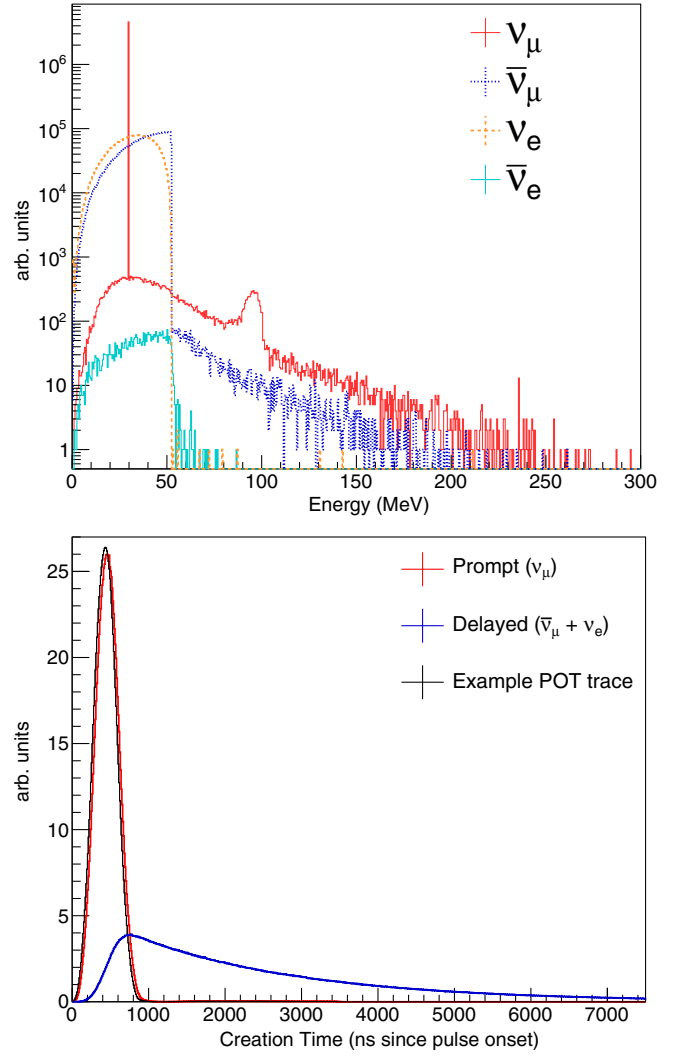 arb. units
10⁶
10⁵
10⁴
10³
10²
10
1
0 50 100 150 200 250 300
Energy (MeV)
ν_μ
ν̅_μ
ν_e
ν̅_e
arb. units
25
20
15
10
5
0
0 1000 2000 3000 4000 5000 6000 7000
Creation Time (ns since pulse onset)
Prompt (ν_μ)
Delayed (ν̅_μ + ν_e)
Example POT trace